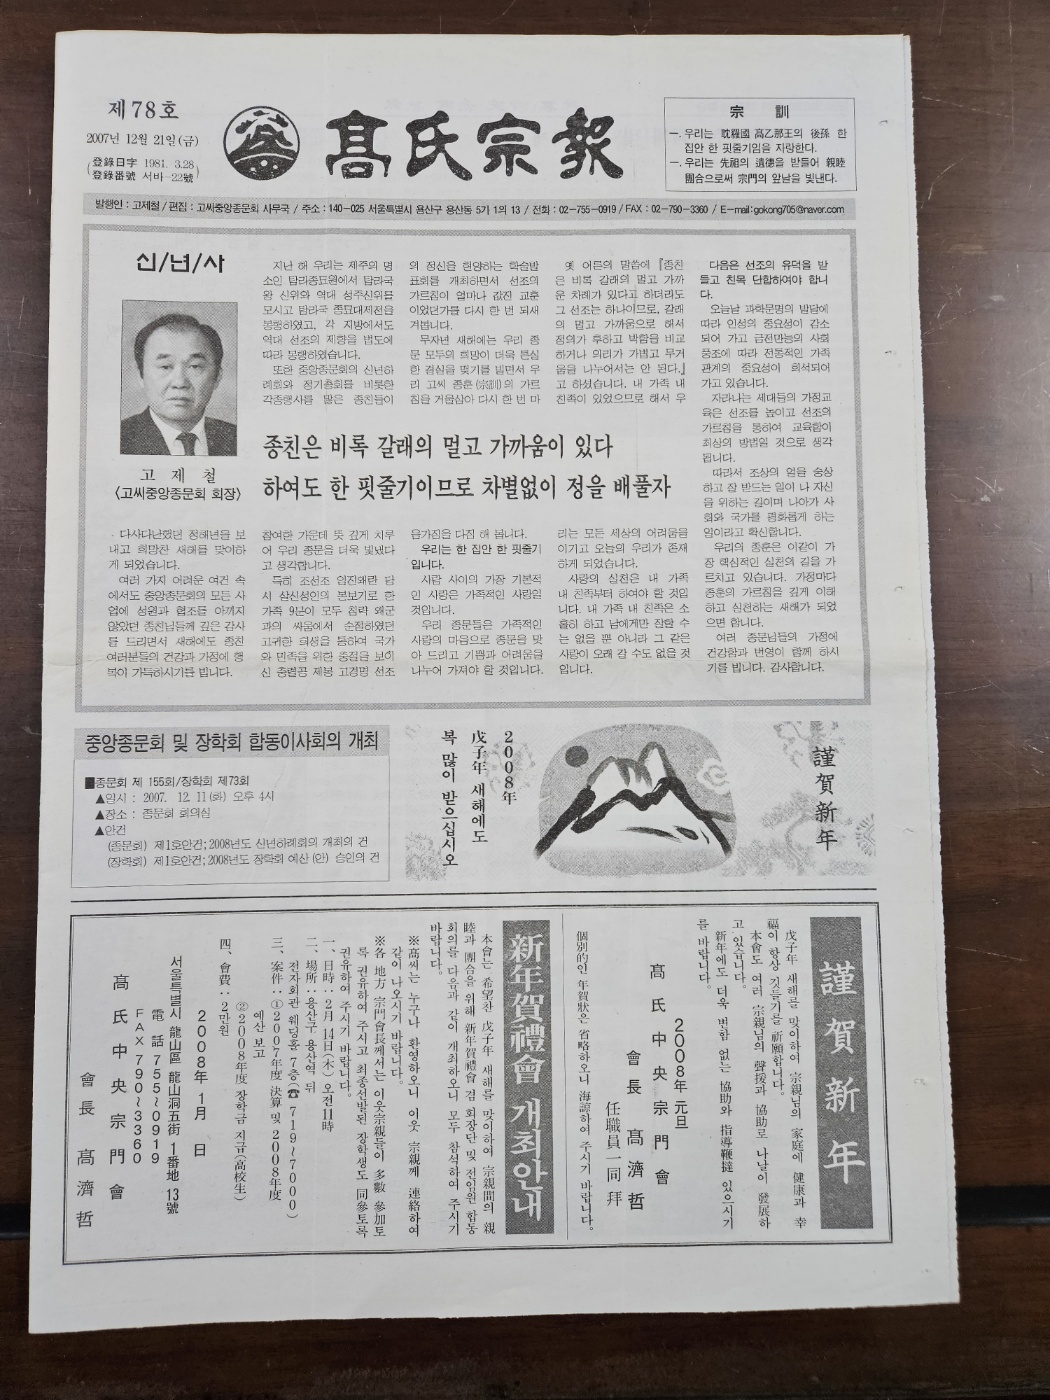 제78호
2007년 12월 21일(금)
(登錄日字 1981. 3.28
登錄番號 서바-22號)
高氏宗報
宗 訓
一. 우리는 耽羅國 高乙那王의 後孫 한
집안 한 핏줄기임을 자랑한다.
一. 우리는 先祖의 遺德을 받들어 親睦
團合으로써 宗門의 앞날을 빛낸다.
발행인 : 고제철 / 편집 : 고씨중앙종문회 사무국 / 주소 : 140-025 서울특별시 용산구 용산동 5가 1의 13 / 전화 : 02-755-0919 / FAX : 02-790-3360 / E-mail:gokong705@naver.com
신/년/사
고 제 철
〈고씨중앙종문회 회장〉
다사다난했던 정해년을 보
내고 희망찬 새해를 맞이하
게 되었습니다.
여러 가지 어려운 여건 속
에서도 중앙종문회의 모든 사
업에 성원과 협조를 아끼지
않았던 종친님들께 깊은 감사
를 드리면서 새해에도 종친
여러분들의 건강과 가정에 행
복이 가득하시기를 빕니다.
지난 해 우리는 제주의 명
소인 탐라종묘원에서 탐라국
왕 신위와 역대 성주신위를
모시고 탐라국 종묘대제전을
봉행하였고, 각 지방에서도
역대 선조의 제향을 법도에
따라 봉행하였습니다.
또한 중앙종문회의 신년하
례회와 정기총회를 비롯한
각종행사를 많은 종친들이
종친은 비록 갈래의 멀고 가까움이 있다
하여도 한 핏줄기이므로 차별없이 정을 배풀자
참여한 가운데 뜻 깊게 치루
어 우리 종문을 더욱 빛냈다
고 생각합니다.
특히 조선조 임진왜란 당
시 살신성인의 본보기로 한
가족 9분이 모두 침략 왜군
과의 싸움에서 순절하였던
고귀한 희생을 통하여 국가
와 민족을 위한 충절을 보이
신 증별공 제봉 고경명 선조
의 정신을 현양하는 학술발
표회를 개최하면서 선조의
가르침이 얼마나 값진 교훈
이었던가를 다시 한 번 되새
겨봅니다.
무자년 새해에는 우리 종
문 모두의 희망이 더욱 튼실
한 결실을 맺기를 빌면서 우
리 고씨 종훈(宗訓)의 가르
침을 거울삼아 다시 한 번 마
음가짐을 다짐 해 봅니다.
우리는 한 집안 한 핏줄기
입니다.
사람 사이의 가장 기본적
인 사랑은 가족적인 사랑일
것입니다.
우리 종문들은 가족적인
사랑의 마음으로 종문을 맞
아 드리고 기쁨과 어려움을
나누어 가져야 할 것입니다.
옛 어른의 말씀에 『종친
은 비록 갈래의 멀고 가까
운 차례가 있다고 하더라도
그 선조는 하나이므로, 갈래
의 멀고 가까움으로 해서
정의가 후하고 박함을 비교
하거나 의리가 가볍고 무거
움을 나누어서는 안 된다.』
고 하셨습니다. 내 가족 내
친족이 있었으므로 해서 우
리는 모든 세상의 어려움을
이기고 오늘의 우리가 존재
하게 되었습니다.
사랑의 실천은 내 가족
내 친족부터 하여야 할 것입
니다. 내 가족 내 친족은 소
홀히 하고 남에게만 잘할 수
는 없을 뿐 아니라 그 같은
사랑이 오래 갈 수도 없을 것
입니다.
다음은 선조의 유덕을 받
들고 친목 단합하여야 합니
다.
오늘날 과학문명의 발달에
따라 인성의 중요성이 감소
되어 가고 금전만능의 사회
풍조에 따라 전통적인 가족
관계의 중요성이 희석되어
가고 있습니다.
자라나는 세대들의 가정교
육은 선조를 높이고 선조의
가르침을 통하여 교육함이
최상의 방법일 것으로 생각
됩니다.
따라서 조상의 얼을 숭상
하고 잘 받드는 일이 나 자신
을 위하는 길이며 나아가 사
회와 국가를 평화롭게 하는
일이라고 확신합니다.
우리의 종훈은 이같이 가
장 핵심적인 실천의 길을 가
르치고 있습니다. 가정마다
종훈의 가르침을 깊게 이해
하고 실천하는 새해가 되었
으면 합니다.
여러 종문님들의 가정에
건강함과 번영이 함께 하시
기를 빕니다. 감사합니다.
중앙종문회 및 장학회 합동이사회의 개최
■종문회 제 155회/장학회 제73회
▲일시 : 2007. 12. 11(화) 오후 4시
▲장소 : 종문회 회의실
▲안건
(종문회) 제1호안건;2008년도 신년하례회의 개최의 건
(장학회) 제1호안건;2008년도 장학회 예산 (안) 승인의 건
謹賀新年
2008년
戊子年 새해에도
복 많이 받으십시오
謹賀新年
戊子年 새해를 맞이하여 宗親님의 家庭에 健康과 幸
福이 항상 깃들기를 祈願합니다.
本會도 여러 宗親님의 聲援과 協助로 나날이 發展하
고 있습니다.
新年에도 더욱 변함 없는 協助와 指導鞭撻 있으시기
를 바랍니다.
2008年 元旦
高氏中央宗門會
會長 高濟哲
任職員一同 拜
個別的인 年賀狀은 省略하오니 海諒하여 주시기 바랍니다.
新年賀禮會 개최안내
本會는 希望찬 戊子年 새해를 맞이하여 宗親間의 親
睦과 團合을 위해 新年賀禮會 겸 회장단 및 전임원 합동
회의를 다음과 같이 개최하오니 모두 참석하여 주시기
바랍니다.
※高씨는 누구나 환영하오니 이웃 宗親께 連絡하여
같이 나오시기 바랍니다.
※各 地方 宗門會長께서는 이웃宗親들이 多數 參加토
록 권유하여 주시고 최종선발된 장학생도 同參토록
권유하여 주시기 바랍니다.
一、日時 : 2月 14日(木) 오전11時
二、場所 : 용산구 용산역 뒤
전자회관 웨딩홀 7층(☎ 719~7000)
三、案件 : ①2007年度 決算 및 2008年度
예산 보고
②2008年度 장학금 지급(高校生)
四、會費 : 2만원
2008年 1月 日
서울특별시 龍山區 龍山洞五街 1番地 13號
電話 755~0919
FAX 790~3360
高氏中央宗門會
會長 高濟哲